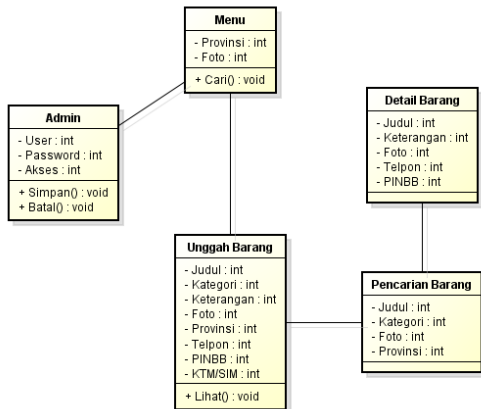 Menu
- Provinsi : int
- Foto : int
+ Cari() : void
Admin
- User : int
- Password : int
- Akses : int
+ Simpan() : void
+ Batal() : void
Detail Barang
- Judul : int
- Keterangan : int
- Foto : int
- Telpon : int
- PINBB : int
Unggah Barang
- Judul : int
- Kategori : int
- Keterangan : int
- Foto : int
- Provinsi : int
- Telpon : int
- PINBB : int
- KTM/SIM : int
+ Lihat() : void
Pencarian Barang
- Judul : int
- Kategori : int
- Foto : int
- Provinsi : int